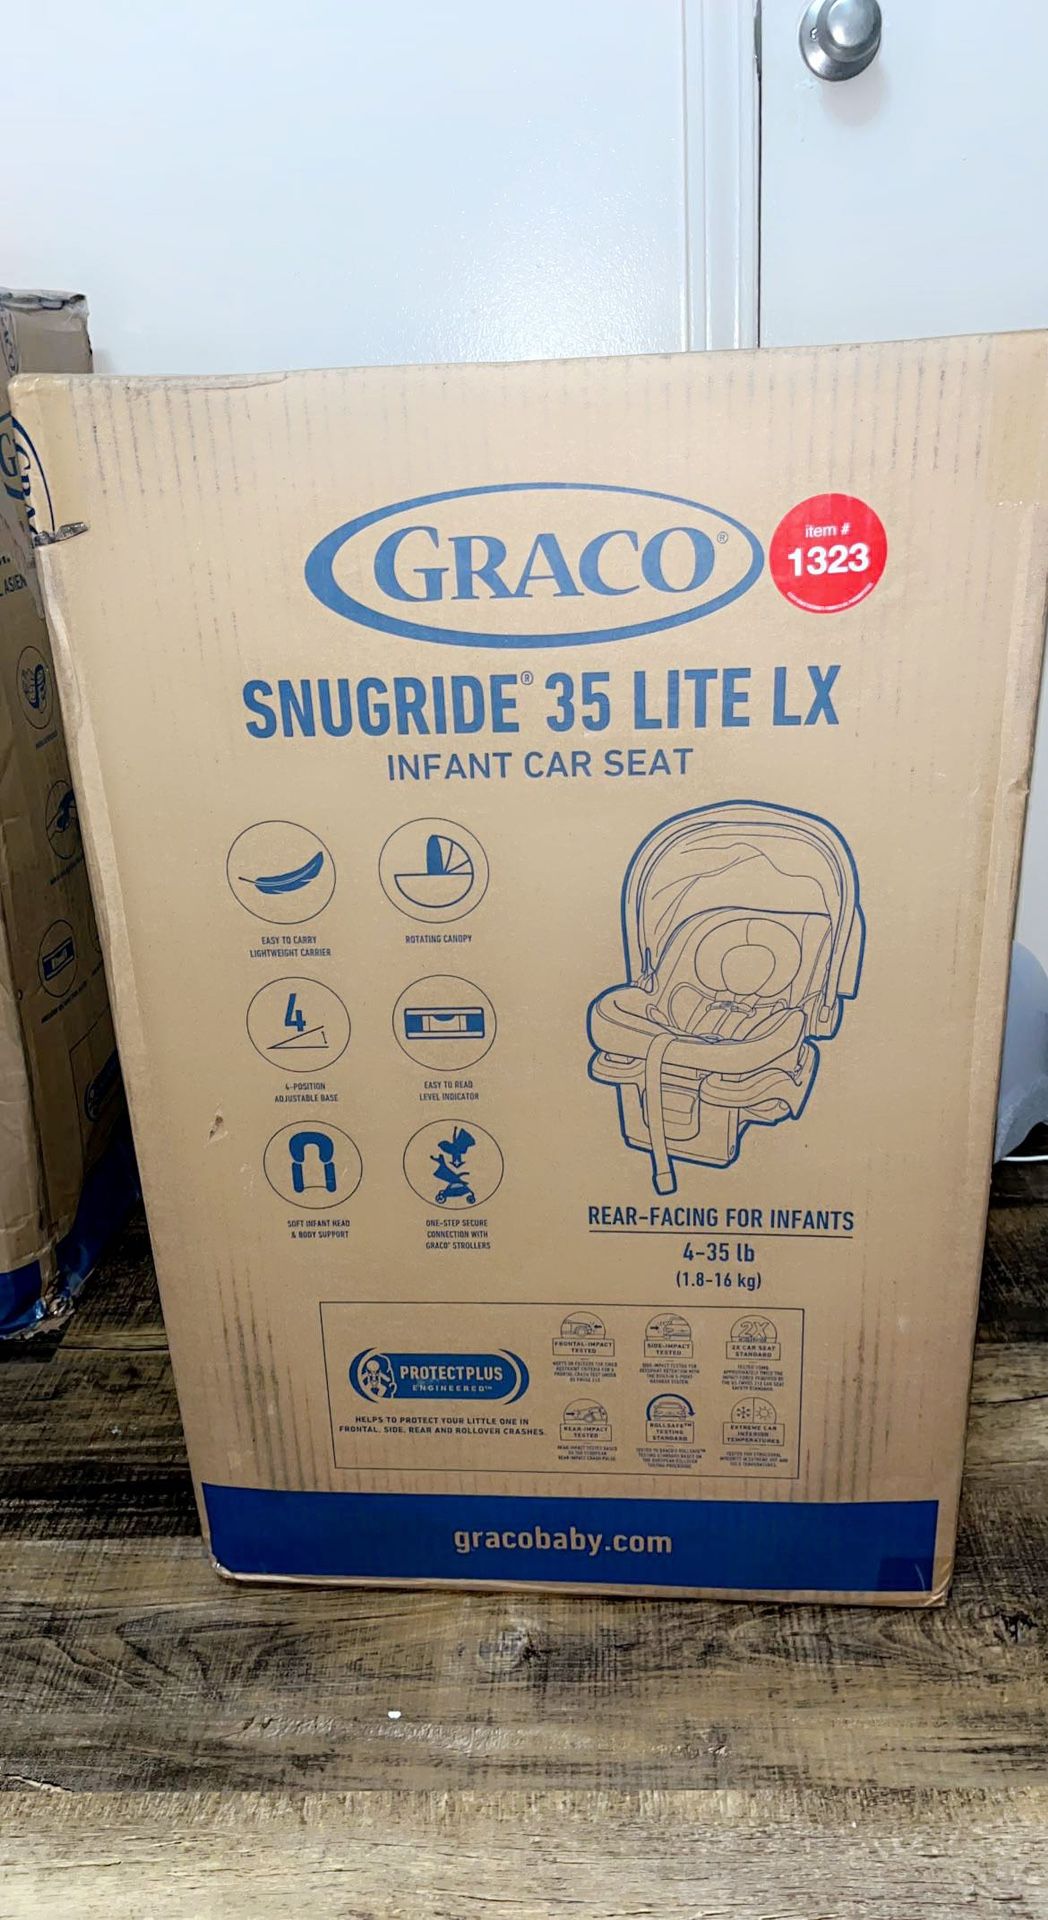 GRACO®
item #
1323
SNUGRIDE® 35 LITE LX
INFANT CAR SEAT
EASY TO CARRY
LIGHTWEIGHT CARRIER
ROTATING CANOPY
4
4-POSITION
ADJUSTABLE BASE
EASY TO READ
LEVEL INDICATOR
SOFT INFANT HEAD
& BODY SUPPORT
ONE-STEP SECURE
CONNECTION WITH
GRACO® STROLLERS
REAR-FACING FOR INFANTS
4-35 lb
(1.8-16 kg)
PROTECTPLUS
ENGINEERED™
HELPS TO PROTECT YOUR LITTLE ONE IN
FRONTAL, SIDE, REAR AND ROLLOVER CRASHES.
FRONTAL-IMPACT
TESTED
SIDE-IMPACT
TESTED
2X
2X CAR SEAT
STANDARD
REAR-IMPACT
TESTED
ROLLSAFE™
TESTING
STANDARD
EXTREME CAR
INTERIOR
TEMPERATURES
gracobaby.com